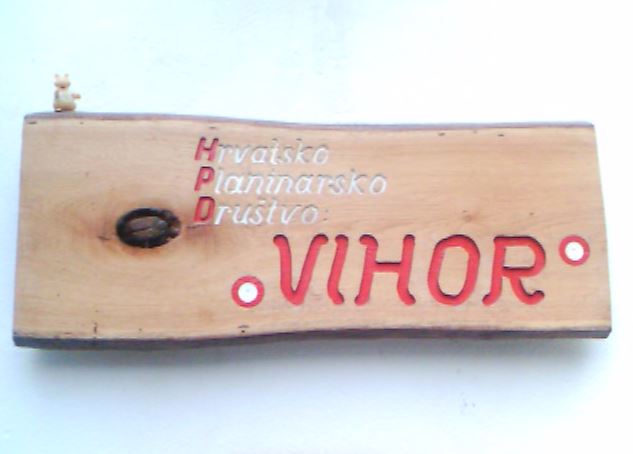 Hrvatsko
Planinarsko
Društvo:
VIHOR